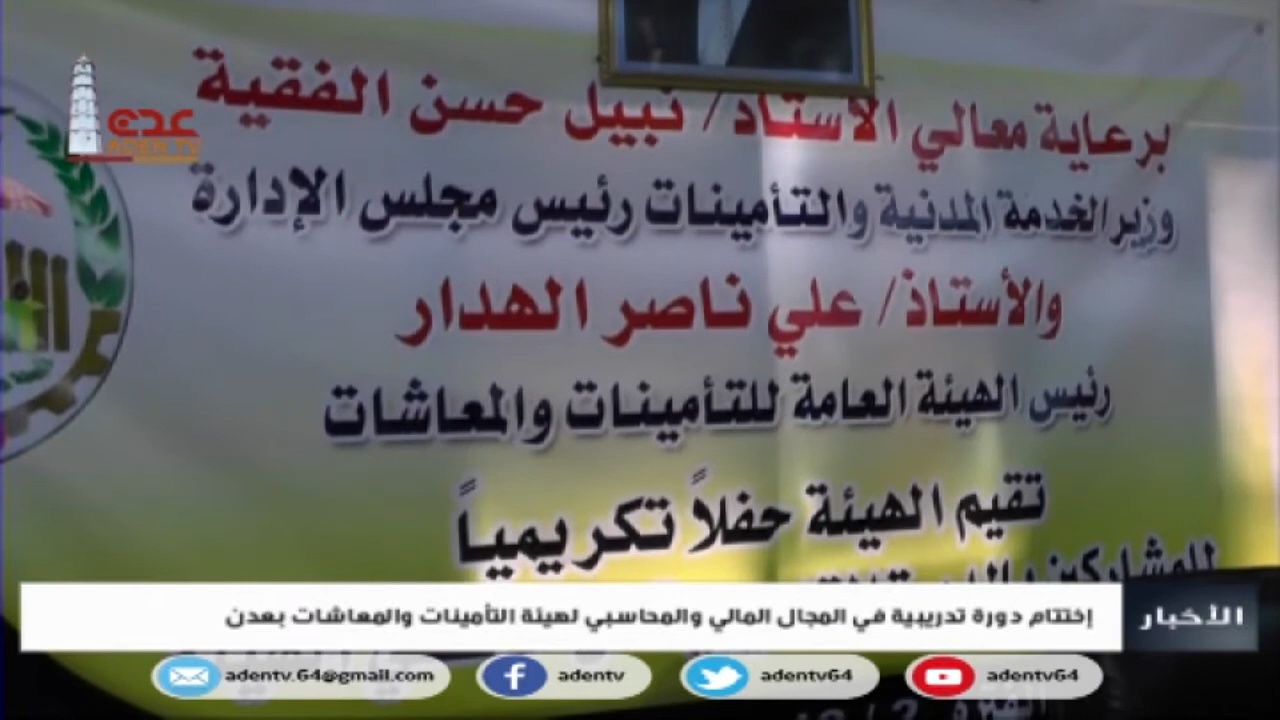 عدن
ADEN TV
برعاية معالي الأستاذ/ نبيل حسن الفقية
وزير الخدمة المدنية والتأمينات رئيس مجلس الإدارة
والأستاذ/ علي ناصر الهدار
رئيس الهيئة العامة للتأمينات والمعاشات
تقيم الهيئة حفلاً تكريمياً
للمشاركين
الأخبار
إختتام دورة تدريبية في المجال المالي والمحاسبي لهيئة التأمينات والمعاشات بعدن
adentv.64@gmail.com
adentv
adentv64
adentv64